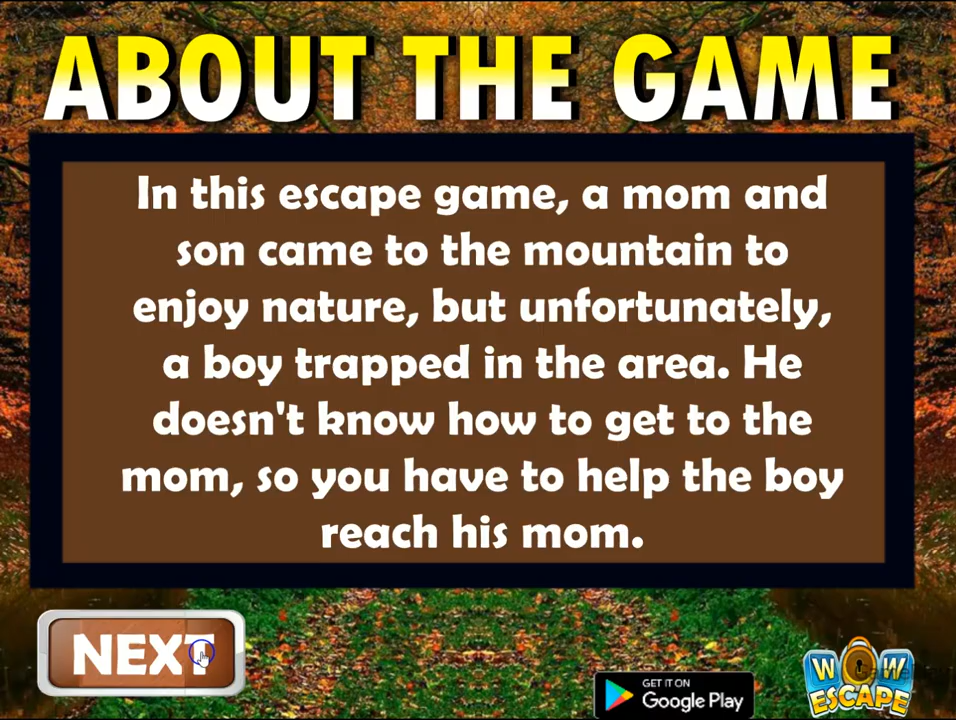 ABOUT THE GAME
In this escape game, a mom and
son came to the mountain to
enjoy nature, but unfortunately,
a boy trapped in the area. He
doesn't know how to get to the
mom, so you have to help the boy
reach his mom.
NEXT
GET IT ON
Google Play
WOW
ESCAPE